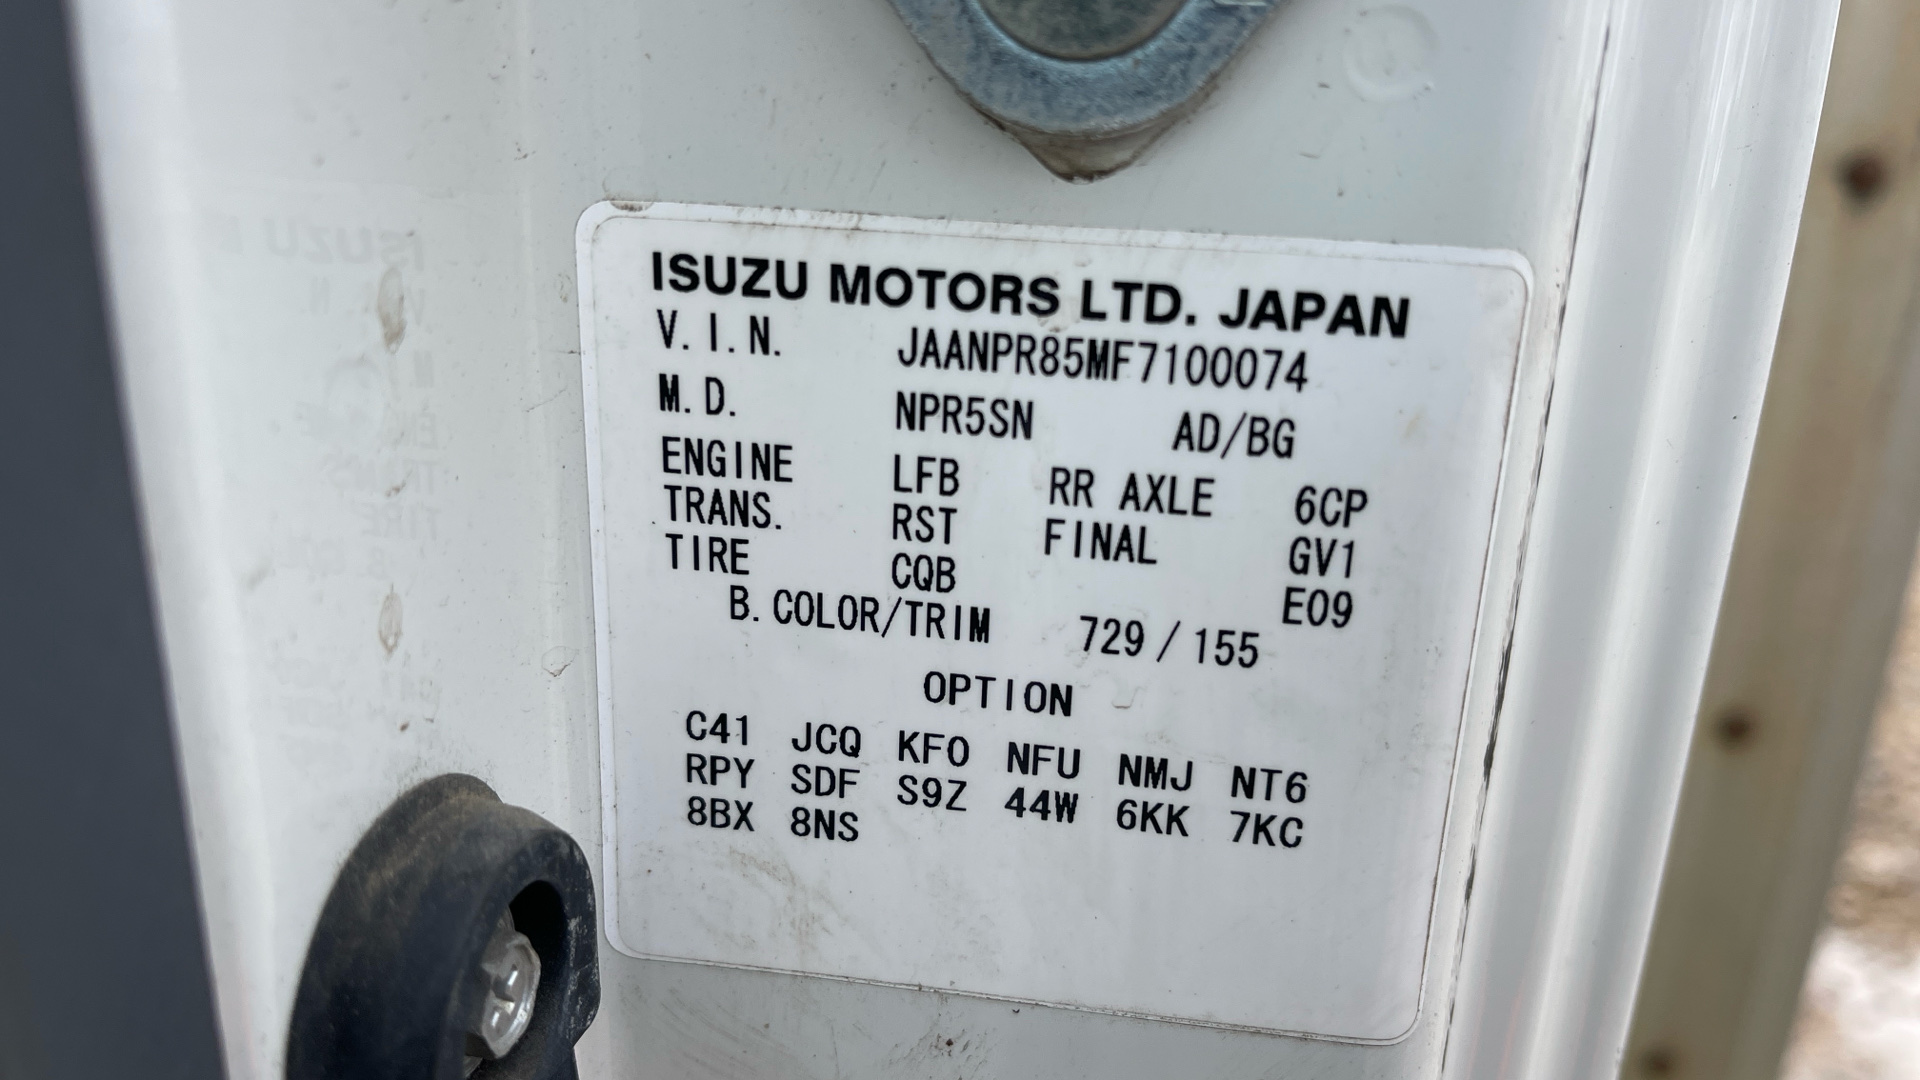 ISUZU MOTORS LTD. JAPAN
V.I.N. JAANPR85MF7100074
M.D. NPR5SN AD/BG
ENGINE LFB RR AXLE 6CP
TRANS. RST FINAL GV1
TIRE CQB E09
B.COLOR/TRIM 729 / 155
OPTION
C41 JCQ KF0 NFU NMJ NT6
RPY SDF S9Z 44W 6KK 7KC
8BX 8NS